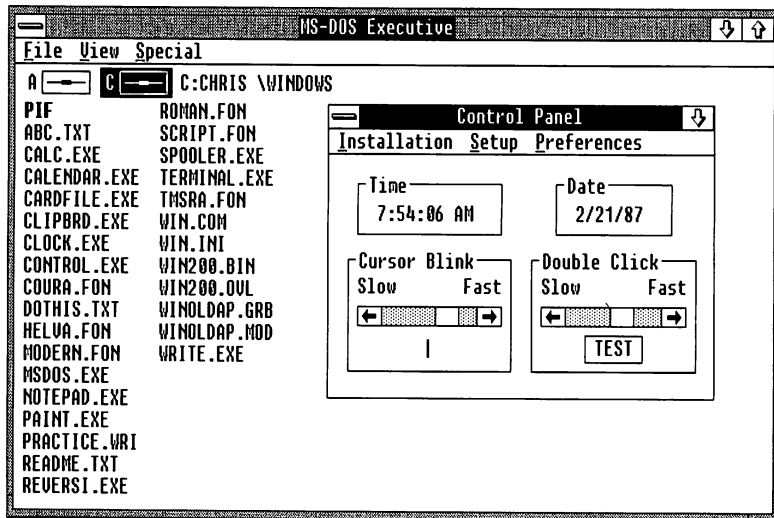 MS-DOS Executive
File View Special
A C C:CHRIS \WINDOWS
PIF
ABC.TXT
CALC.EXE
CALENDAR.EXE
CARDFILE.EXE
CLIPBRD.EXE
CLOCK.EXE
CONTROL.EXE
COURA.FON
DOTHIS.TXT
HELVA.FON
MODERN.FON
MSDOS.EXE
NOTEPAD.EXE
PAINT.EXE
PRACTICE.WRI
README.TXT
REVERSI.EXE
ROMAN.FON
SCRIPT.FON
SPOOLER.EXE
TERMINAL.EXE
TMSRA.FON
WIN.COM
WIN.INI
WIN200.BIN
WIN200.OVL
WINOLDAP.GRB
WINOLDAP.MOD
WRITE.EXE
Control Panel
Installation Setup Preferences
Time
7:54:06 AM
Date
2/21/87
Cursor Blink
Slow Fast
Double Click
Slow Fast
TEST